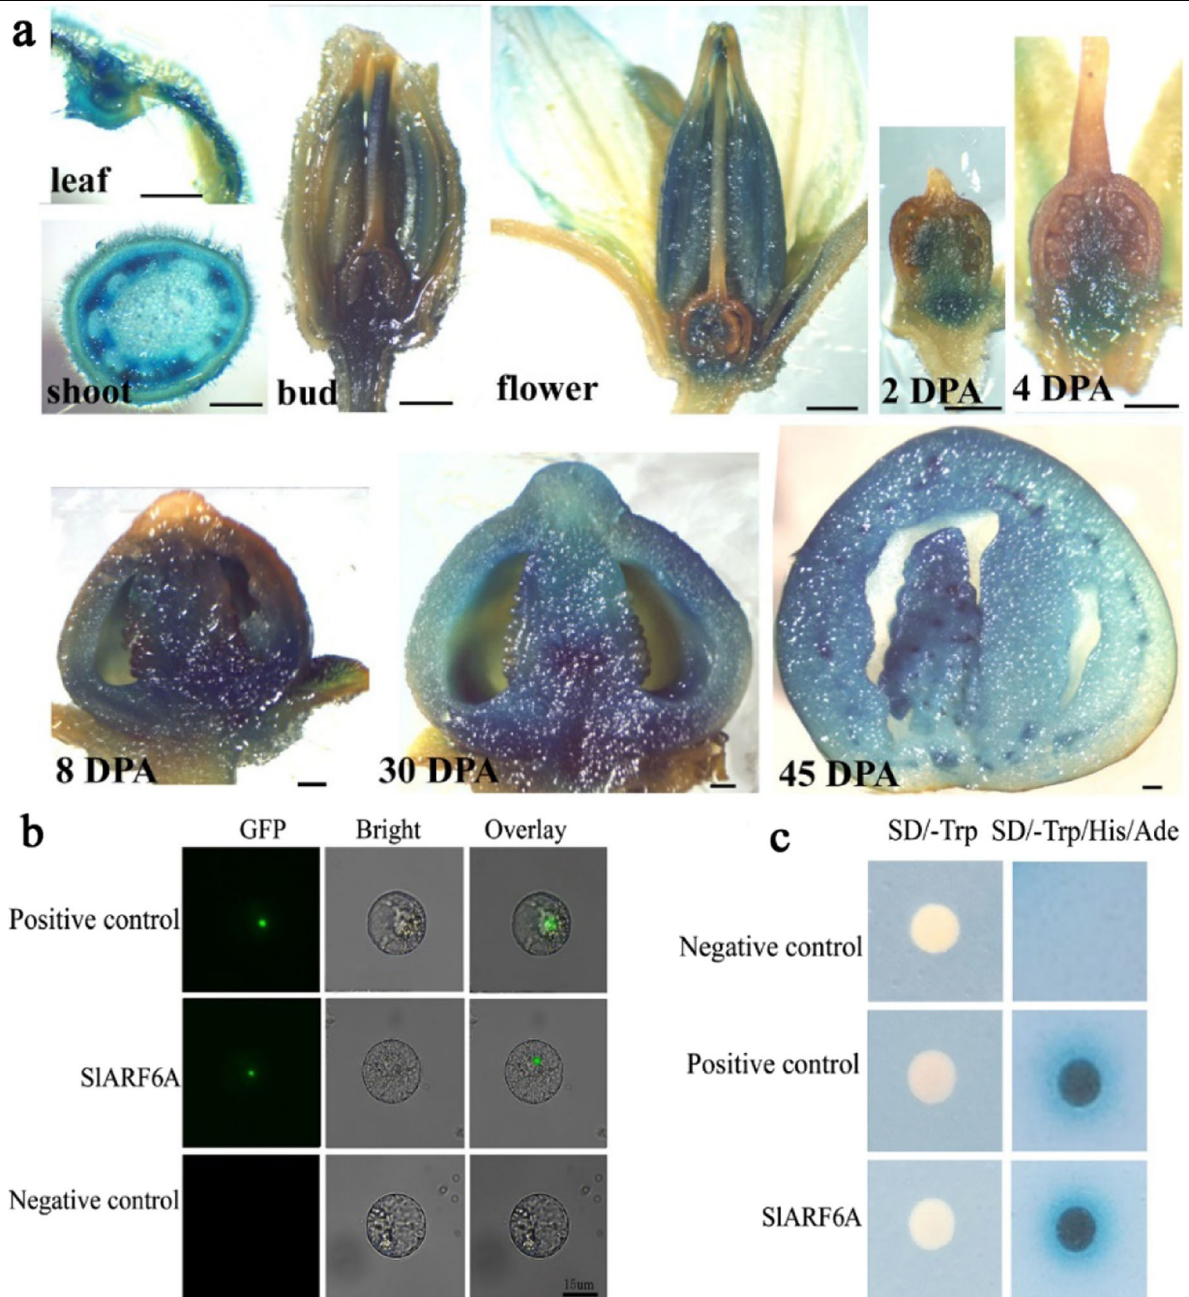 a
leaf
shoot
bud
flower
2 DPA
4 DPA
8 DPA
30 DPA
45 DPA
b
GFP Bright Overlay
Positive control
SlARF6A
Negative control
15um
c
SD/-Trp SD/-Trp/His/Ade
Negative control
Positive control
SlARF6A